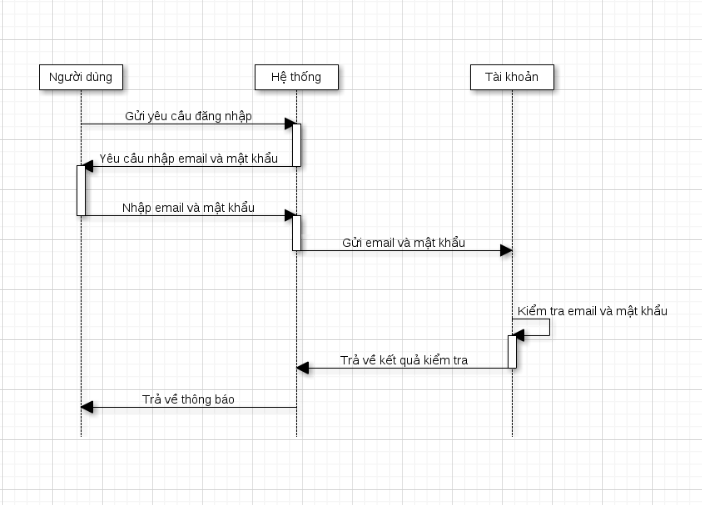 Người dùng
Hệ thống
Tài khoản
Gửi yêu cầu đăng nhập
Yêu cầu nhập email và mật khẩu
Nhập email và mật khẩu
Gửi email và mật khẩu
Kiểm tra email và mật khẩu
Trả về kết quả kiểm tra
Trả về thông báo